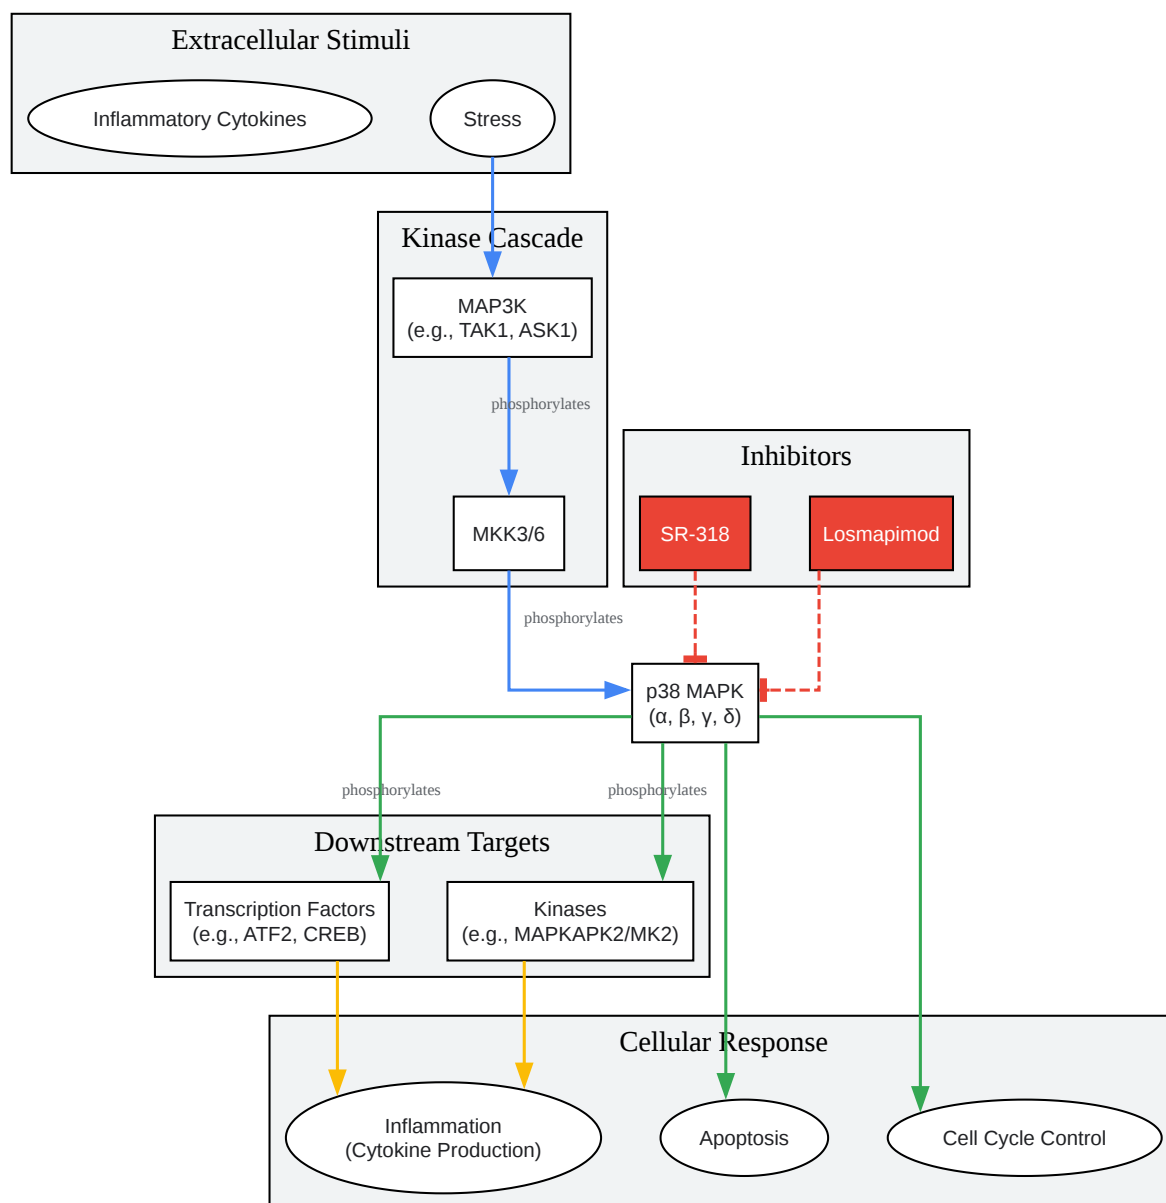 Extracellular Stimuli
Inflammatory Cytokines
Stress
Kinase Cascade
MAP3K
(e.g., TAK1, ASK1)
phosphorylates
Inhibitors
SR-318
Losmapimod
MKK3/6
phosphorylates
p38 MAPK
(α, β, γ, δ)
phosphorylates
phosphorylates
Downstream Targets
Transcription Factors
(e.g., ATF2, CREB)
Kinases
(e.g., MAPKAPK2/MK2)
Cellular Response
Inflammation
(Cytokine Production)
Apoptosis
Cell Cycle Control